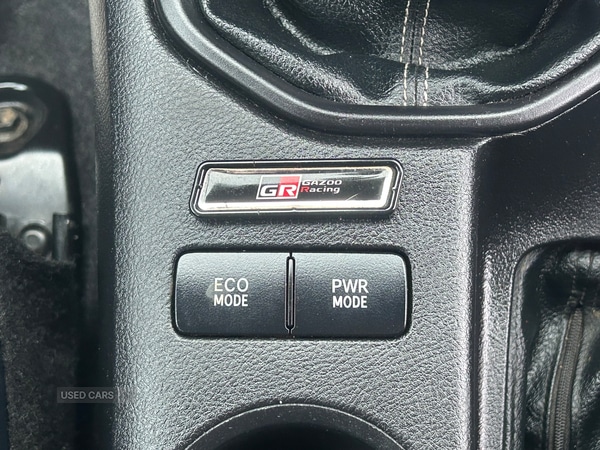 GR GAZOO
Racing
ECO
MODE
PWR
MODE
USED CARS